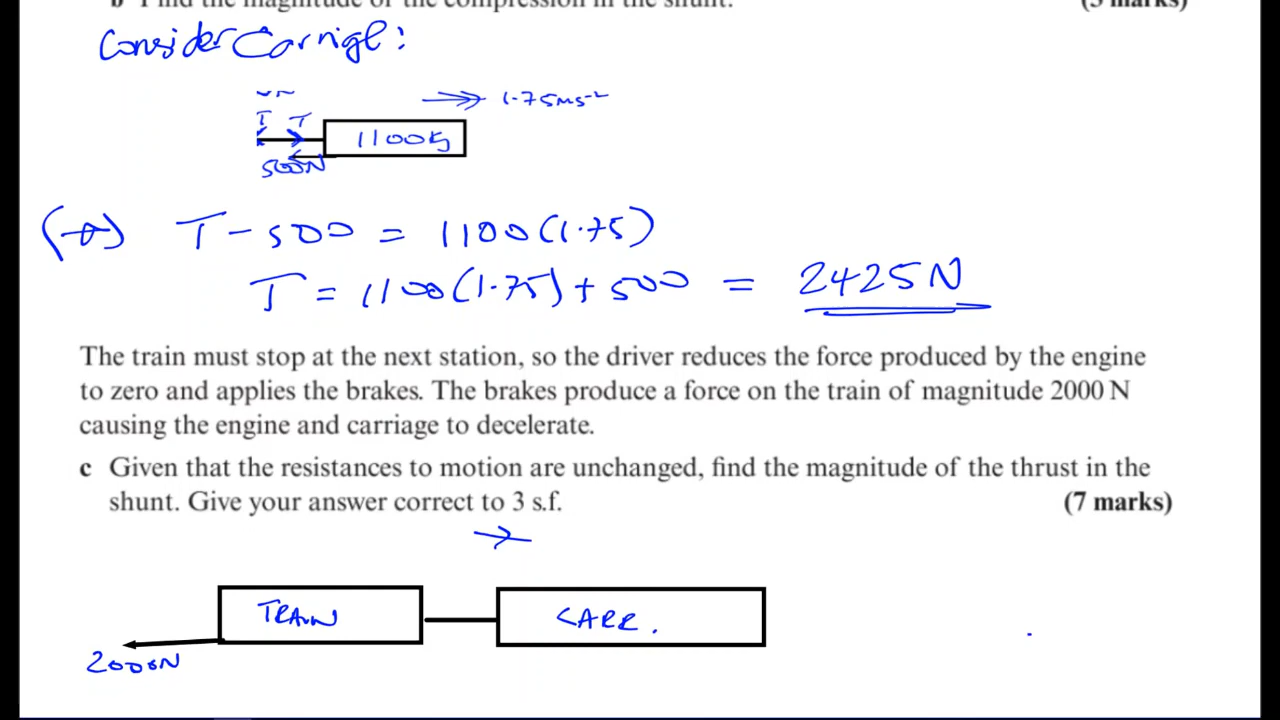 b Find the magnitude of the compression in the shunt. (3 marks)
Consider Carriage:
1.75ms⁻²
T T
1100kg
500N
(→) T - 500 = 1100(1.75)
T = 1100(1.75) + 500 = 2425N
The train must stop at the next station, so the driver reduces the force produced by the engine
to zero and applies the brakes. The brakes produce a force on the train of magnitude 2000 N
causing the engine and carriage to decelerate.
c Given that the resistances to motion are unchanged, find the magnitude of the thrust in the
shunt. Give your answer correct to 3 s.f. (7 marks)
TRAIN CARR.
2000N